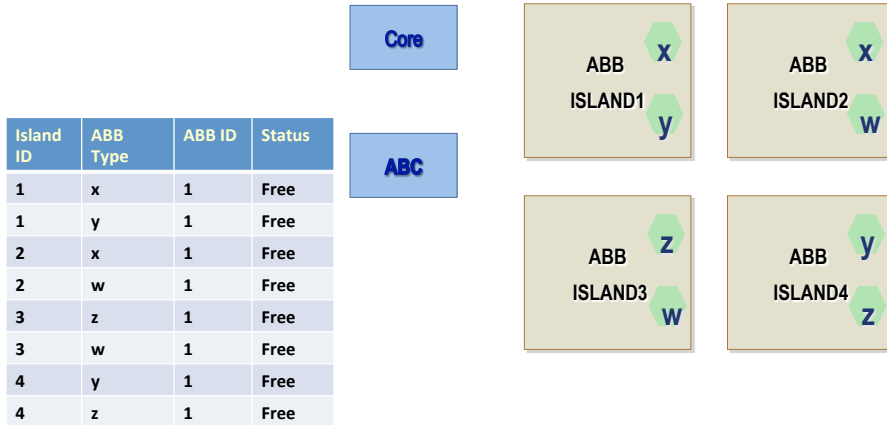 Core
ABC
Island ID ABB Type ABB ID Status
1 x 1 Free
1 y 1 Free
2 x 1 Free
2 w 1 Free
3 z 1 Free
3 w 1 Free
4 y 1 Free
4 z 1 Free
ABB
ISLAND1
x
y
ABB
ISLAND2
x
w
ABB
ISLAND3
z
w
ABB
ISLAND4
y
z